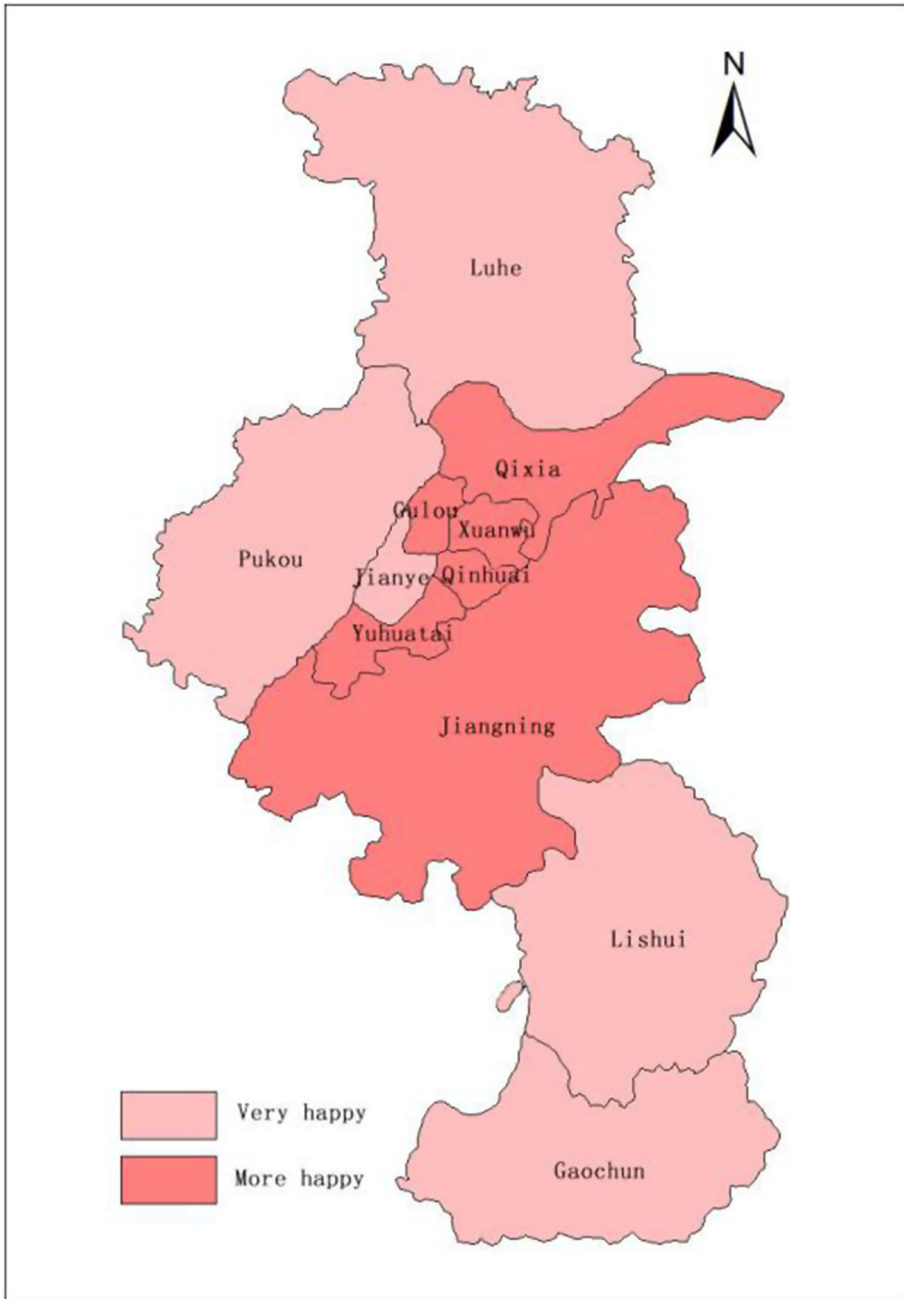 N
Luhe
Qixia
Gulou
Xuanwu
Pukou
Jianye
Qinhuai
Yuhuatai
Jiangning
Lishui
Very happy
More happy
Gaochun